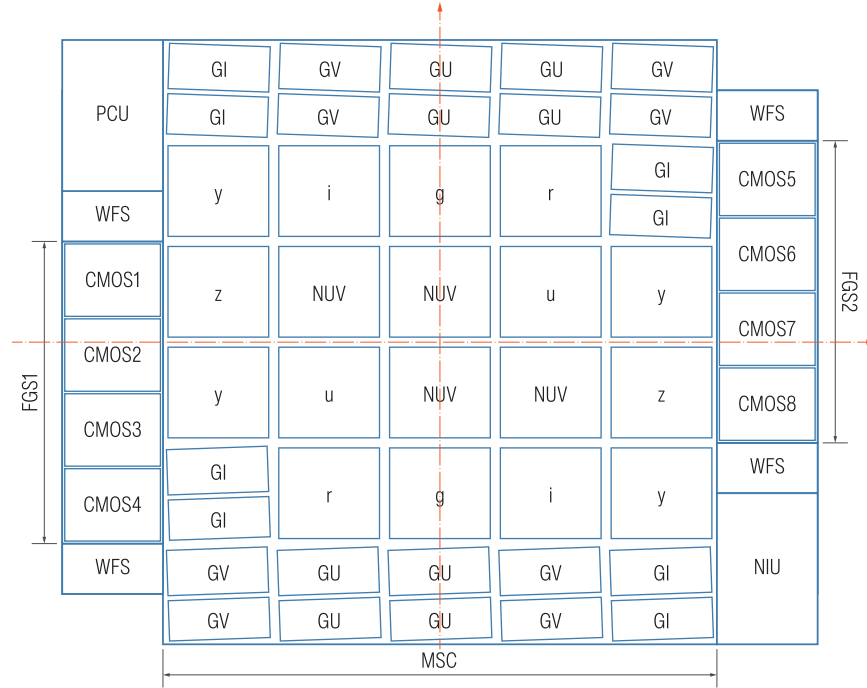 GI GV GU GU GV
PCU GI GV GU GU GV WFS
y i g r GI CMOS5
WFS GI
CMOS1 z NUV NUV u y CMOS6 FGS2
CMOS2 CMOS7
FGS1 y u NUV NUV z CMOS8
CMOS3
GI r g i y WFS
CMOS4 GI
WFS GV GU GU GV GI NIU
GV GU GU GV GI
MSC